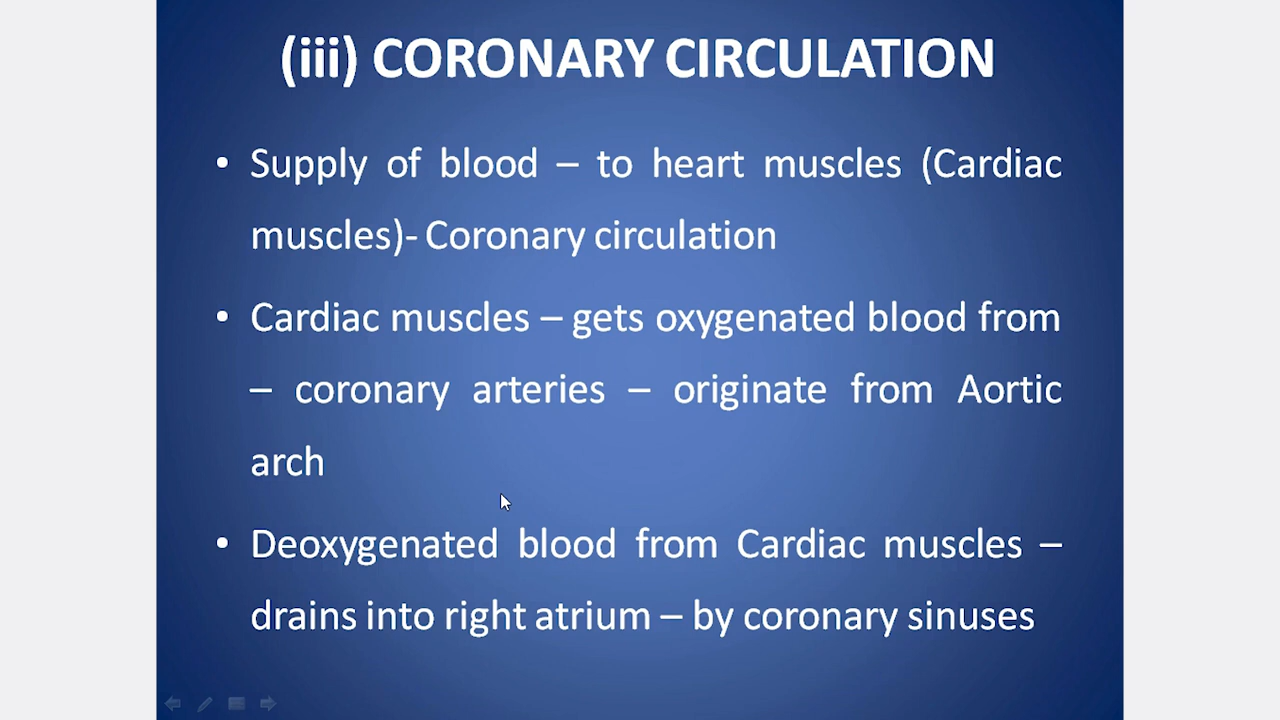 (iii) CORONARY CIRCULATION
• Supply of blood – to heart muscles (Cardiac
muscles)- Coronary circulation
• Cardiac muscles – gets oxygenated blood from
– coronary arteries – originate from Aortic
arch
• Deoxygenated blood from Cardiac muscles –
drains into right atrium – by coronary sinuses